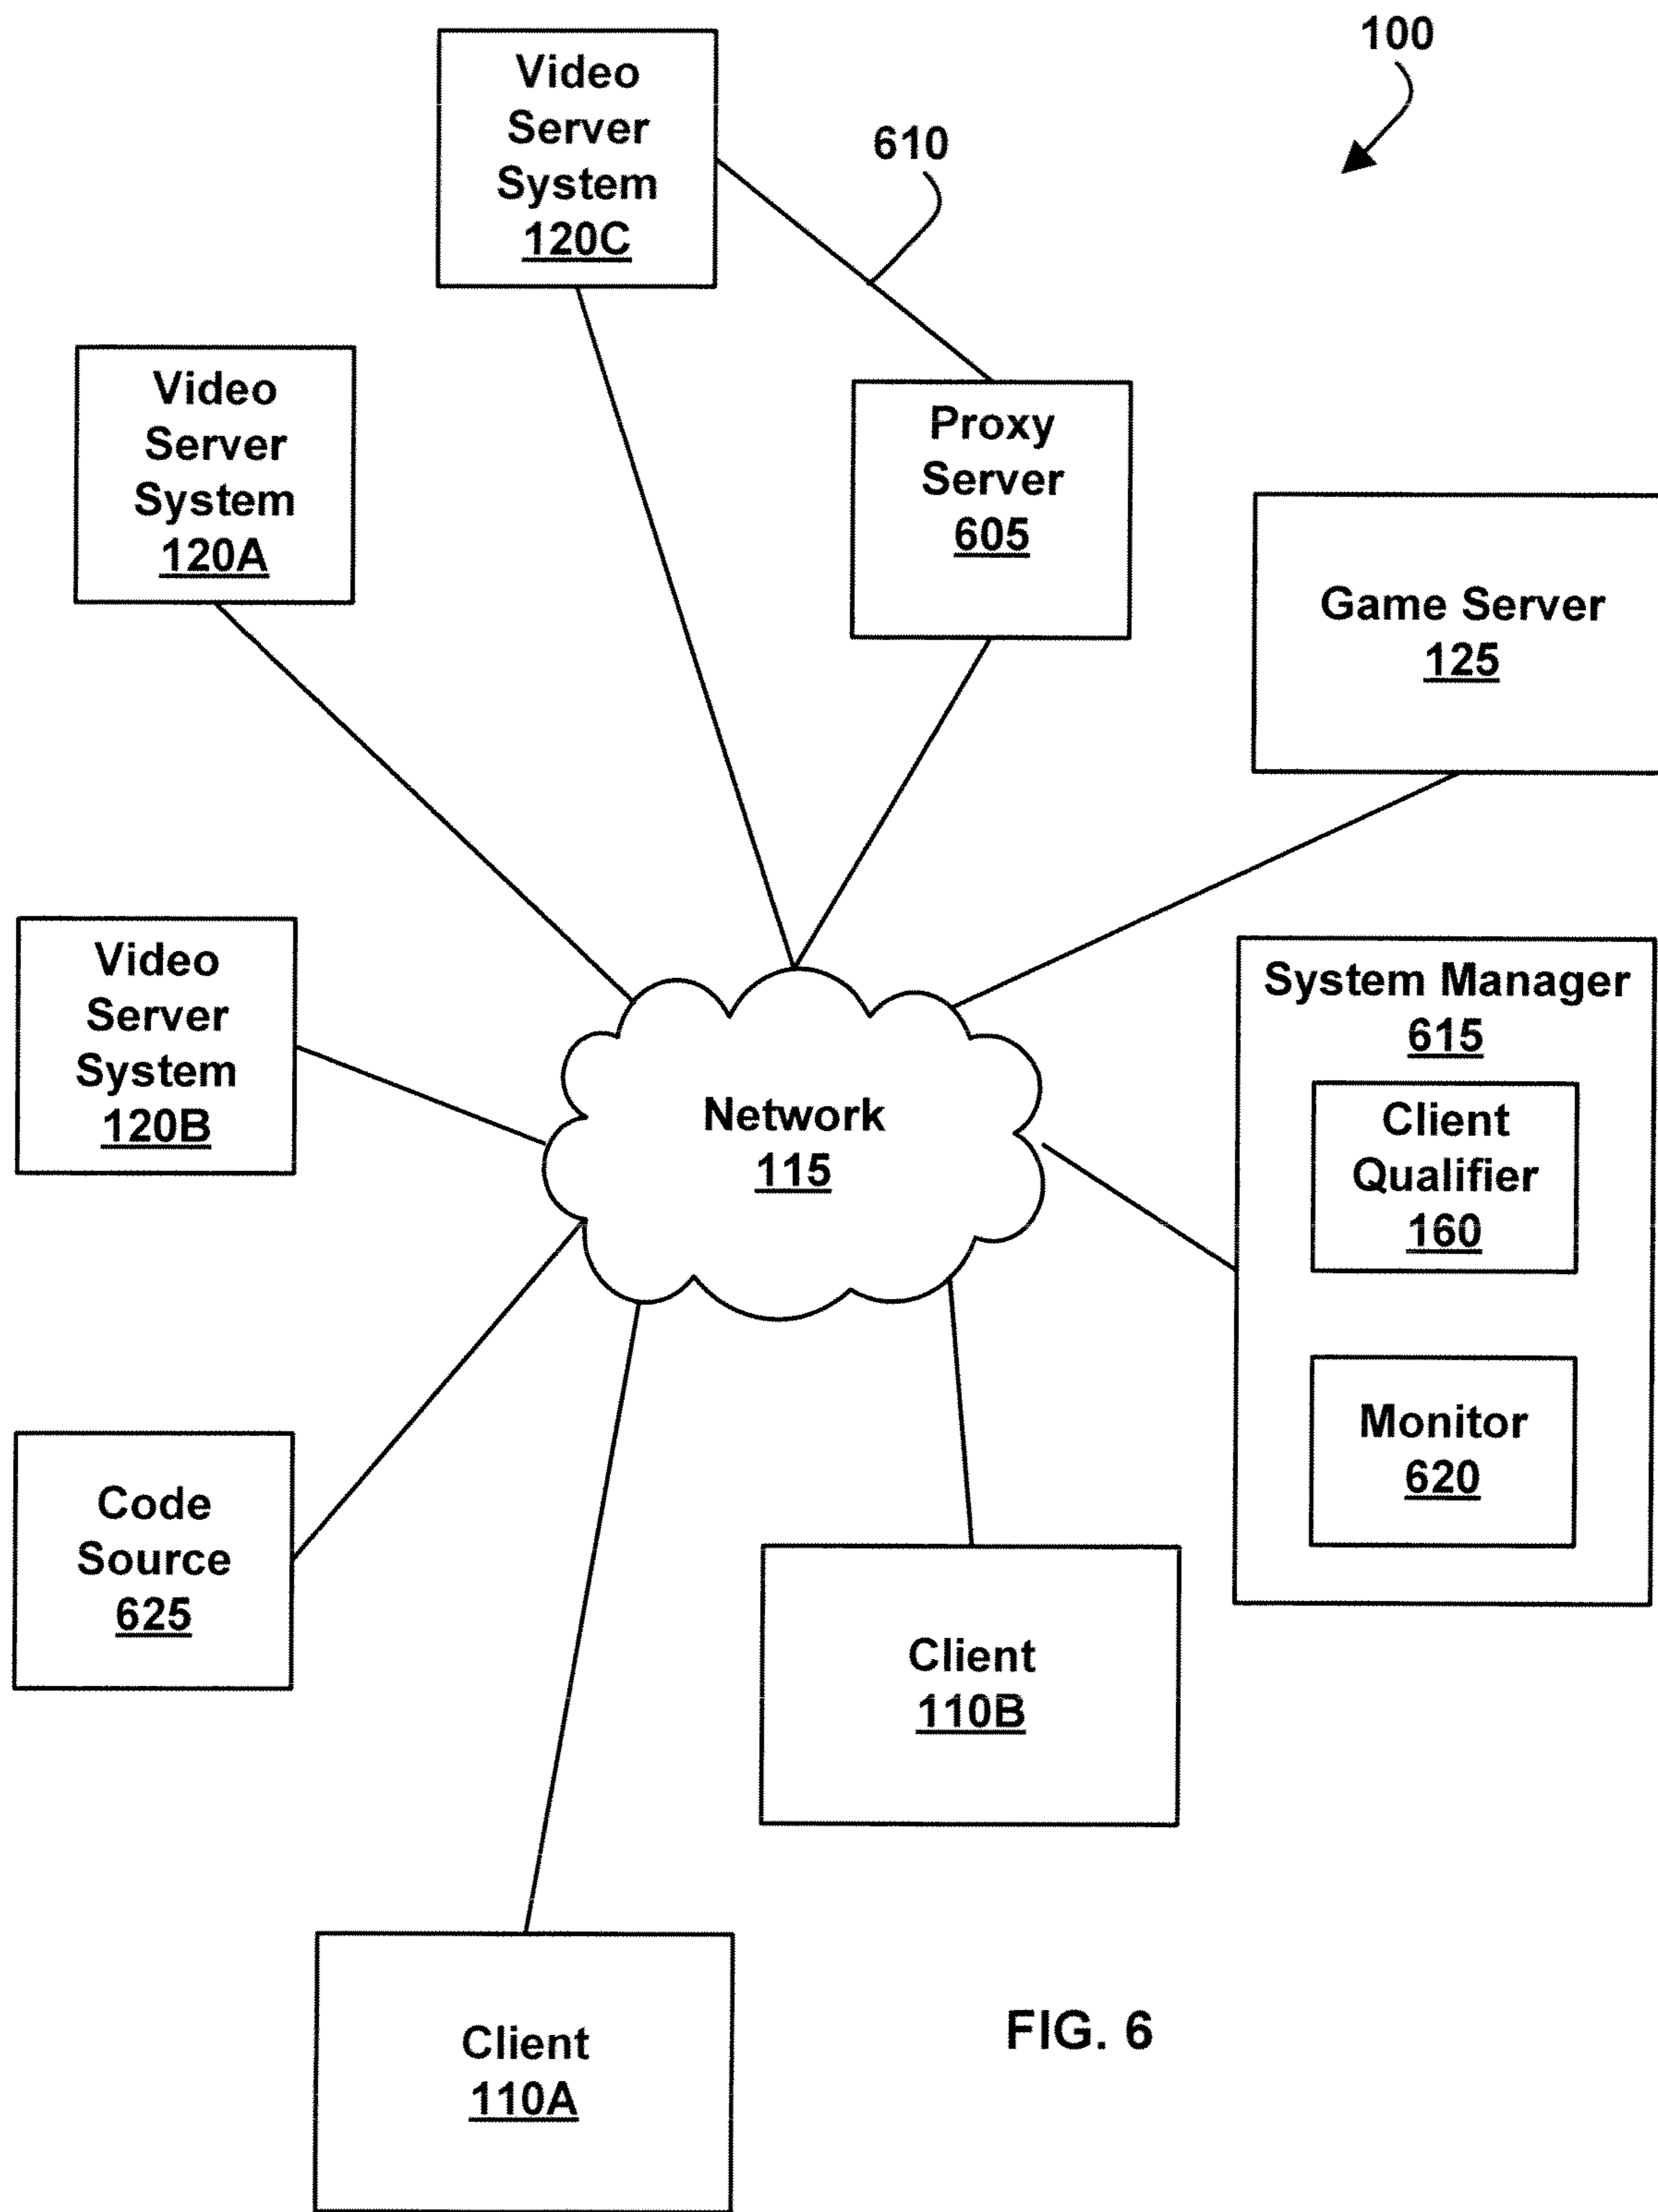 100
Video
Server
System
120C
610
Video
Server
System
120A
Proxy
Server
605
Game Server
125
Video
Server
System
120B
System Manager
615
Client
Qualifier
160
Network
115
Monitor
620
Code
Source
625
Client
110B
Client
110A
FIG. 6